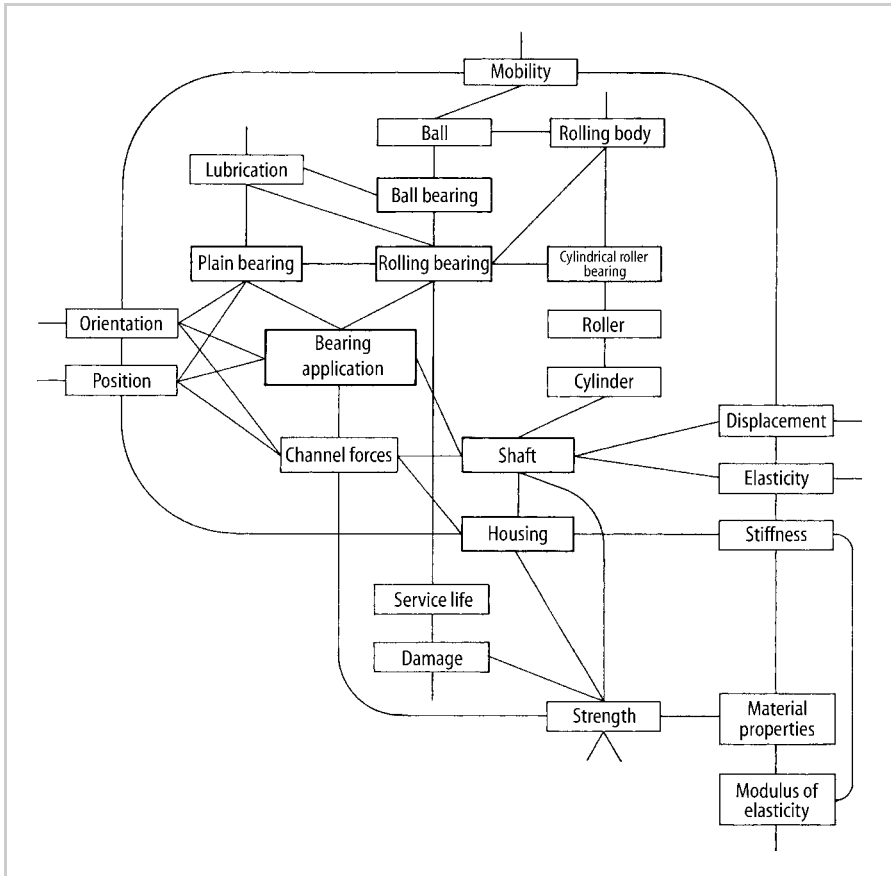 Mobility
Ball
Rolling body
Lubrication
Ball bearing
Plain bearing
Rolling bearing
Cylindrical roller
bearing
Orientation
Roller
Bearing
application
Position
Cylinder
Displacement
Channel forces
Shaft
Elasticity
Housing
Stiffness
Service life
Damage
Strength
Material
properties
Modulus of
elasticity